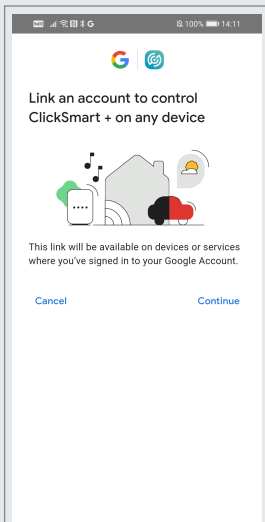 100% 14:11
Link an account to control
ClickSmart + on any device
This link will be available on devices or services
where you've signed in to your Google Account.
Cancel Continue